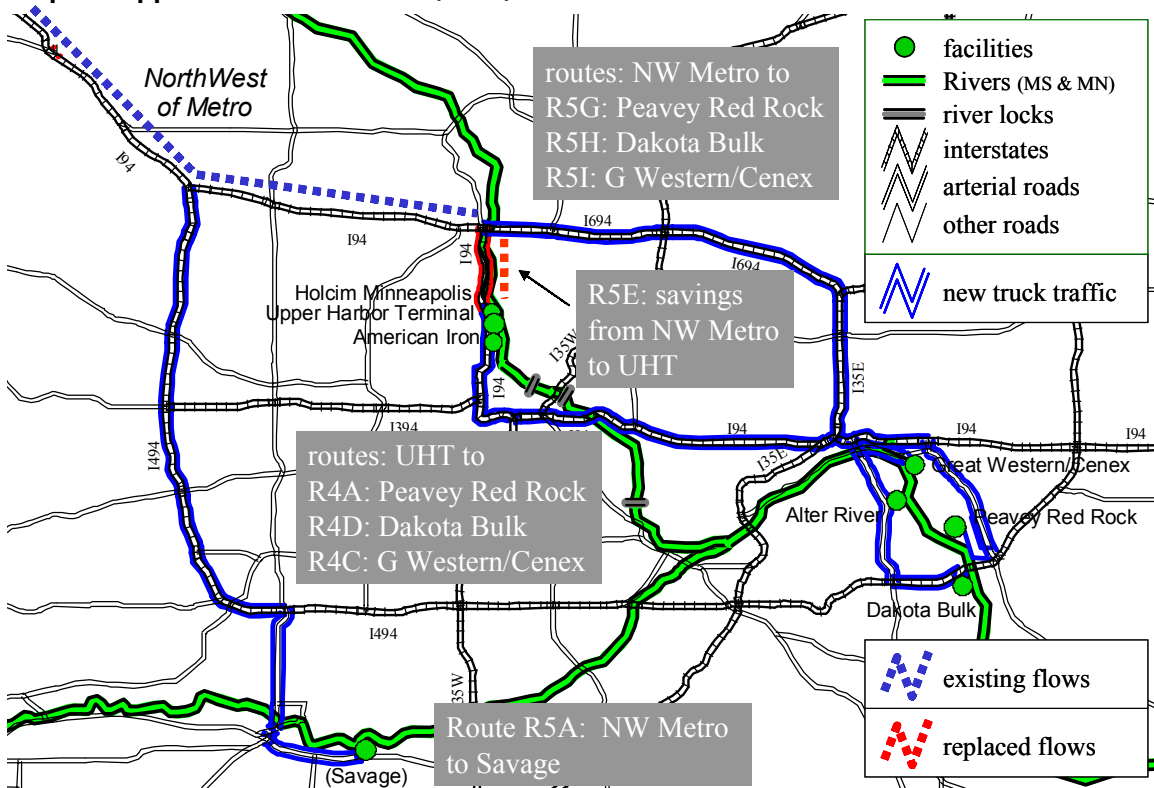 NorthWest
of Metro
routes: NW Metro to
R5G: Peavey Red Rock
R5H: Dakota Bulk
R5I: G Western/Cenex
facilities
Rivers (MS & MN)
river locks
interstates
arterial roads
other roads
new truck traffic
I94
I94
I94
I694
I694
Holcim Minneapolis
Upper Harbor Terminal
American Iron
R5E: savings
from NW Metro
to UHT
I35W
I35E
I94
I394
I94
I94
I94
I35E
I494
routes: UHT to
R4A: Peavey Red Rock
R4D: Dakota Bulk
R4C: G Western/Cenex
Great Western/Cenex
Alter River
Peavey Red Rock
Dakota Bulk
I494
existing flows
replaced flows
Route R5A: NW Metro
to Savage
(Savage)